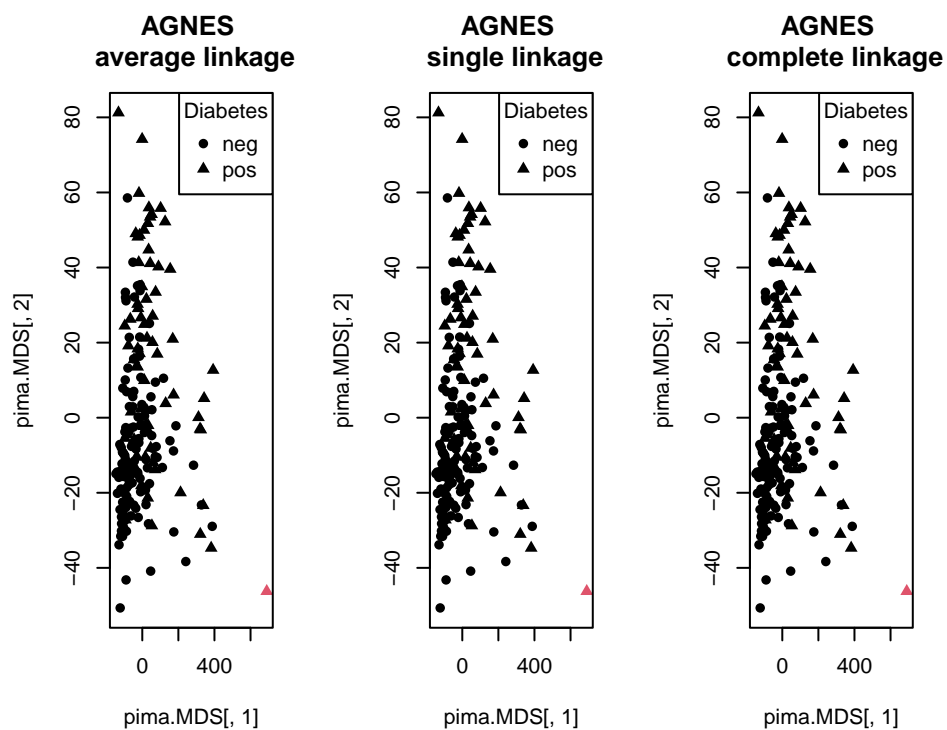 AGNES
average linkage
Diabetes
neg
pos
pima.MDS[, 2]
80
60
40
20
0
−20
−40
0
400
pima.MDS[, 1]
AGNES
single linkage
Diabetes
neg
pos
pima.MDS[, 2]
80
60
40
20
0
−20
−40
0
400
pima.MDS[, 1]
AGNES
complete linkage
Diabetes
neg
pos
pima.MDS[, 2]
80
60
40
20
0
−20
−40
0
400
pima.MDS[, 1]